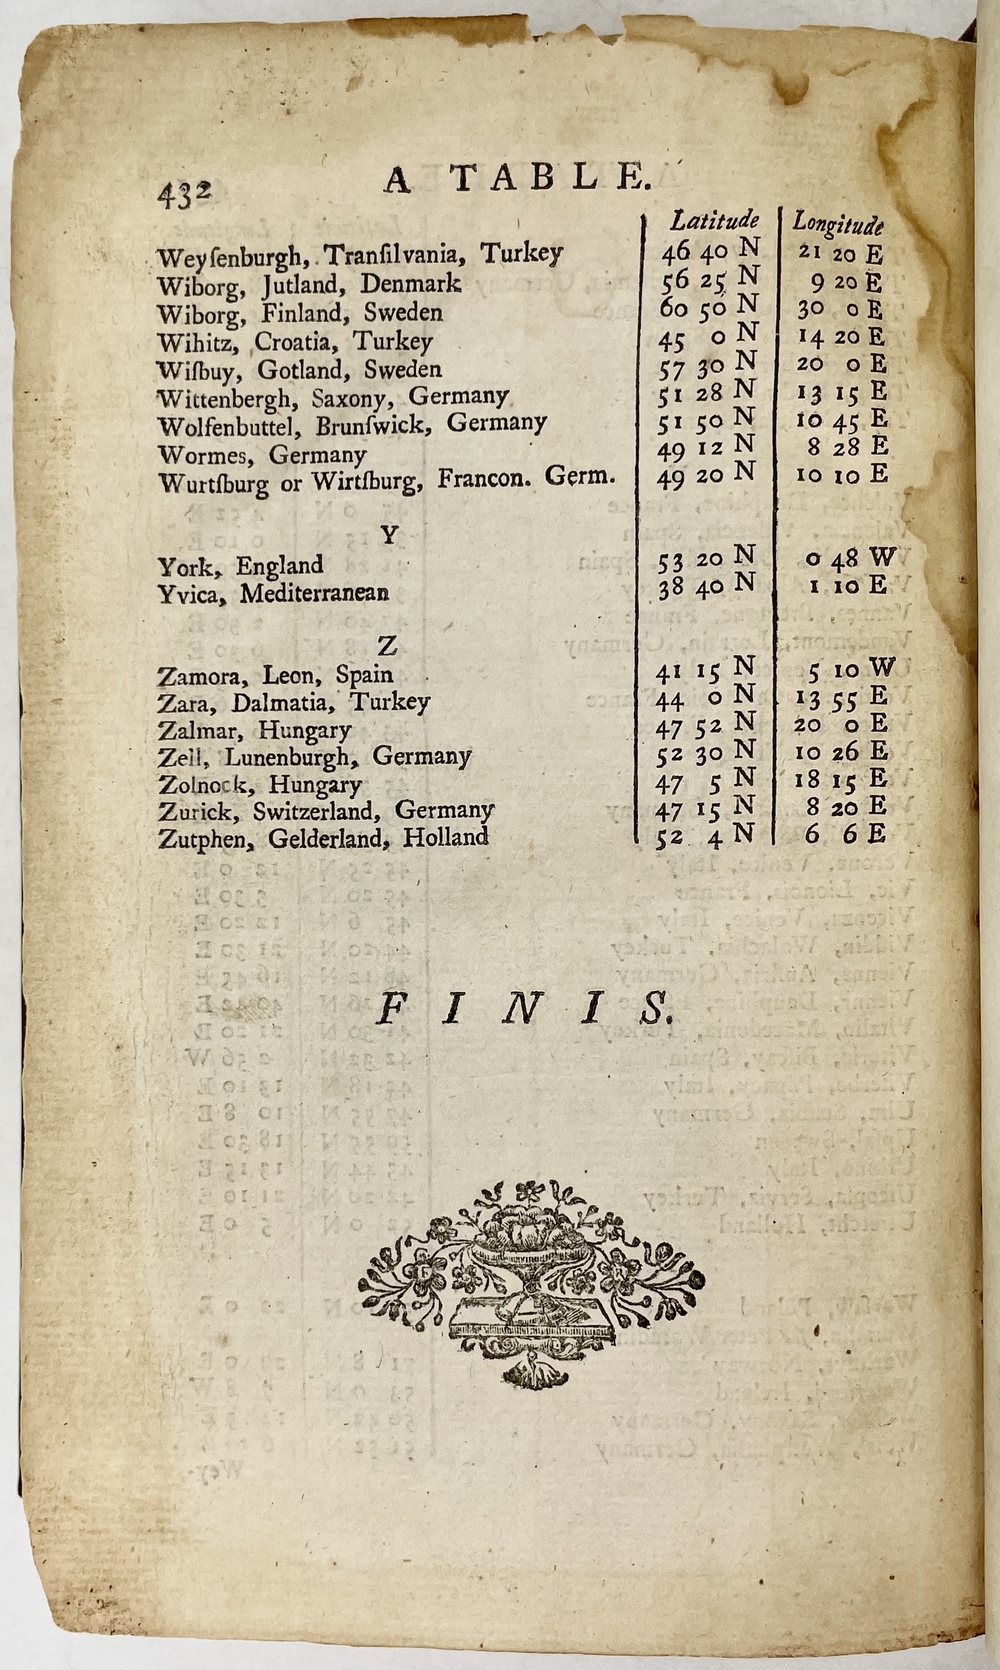 432 A TABLE.
Latitude Longitude
Weyſenburgh, Tranſilvania, Turkey 46 40 N 21 20 E
Wiborg, Jutland, Denmark 56 25 N 9 20 E
Wiborg, Finland, Sweden 60 50 N 30 0 E
Wihitz, Croatia, Turkey 45 0 N 14 20 E
Wiſbuy, Gotland, Sweden 57 30 N 20 0 E
Wittenbergh, Saxony, Germany 51 28 N 13 15 E
Wolfenbuttel, Brunſwick, Germany 51 50 N 10 45 E
Wormes, Germany 49 12 N 8 28 E
Wurtſburg or Wirtſburg, Francon. Germ. 49 20 N 10 10 E
Y
York, England 53 20 N 0 48 W
Yvica, Mediterranean 38 40 N 1 10 E
Z
Zamora, Leon, Spain 41 15 N 5 10 W
Zara, Dalmatia, Turkey 44 0 N 13 55 E
Zalmar, Hungary 47 52 N 20 0 E
Zell, Lunenburgh, Germany 52 30 N 10 26 E
Zolnock, Hungary 47 5 N 18 15 E
Zurick, Switzerland, Germany 47 15 N 8 20 E
Zutphen, Gelderland, Holland 52 4 N 6 6 E
FINIS.